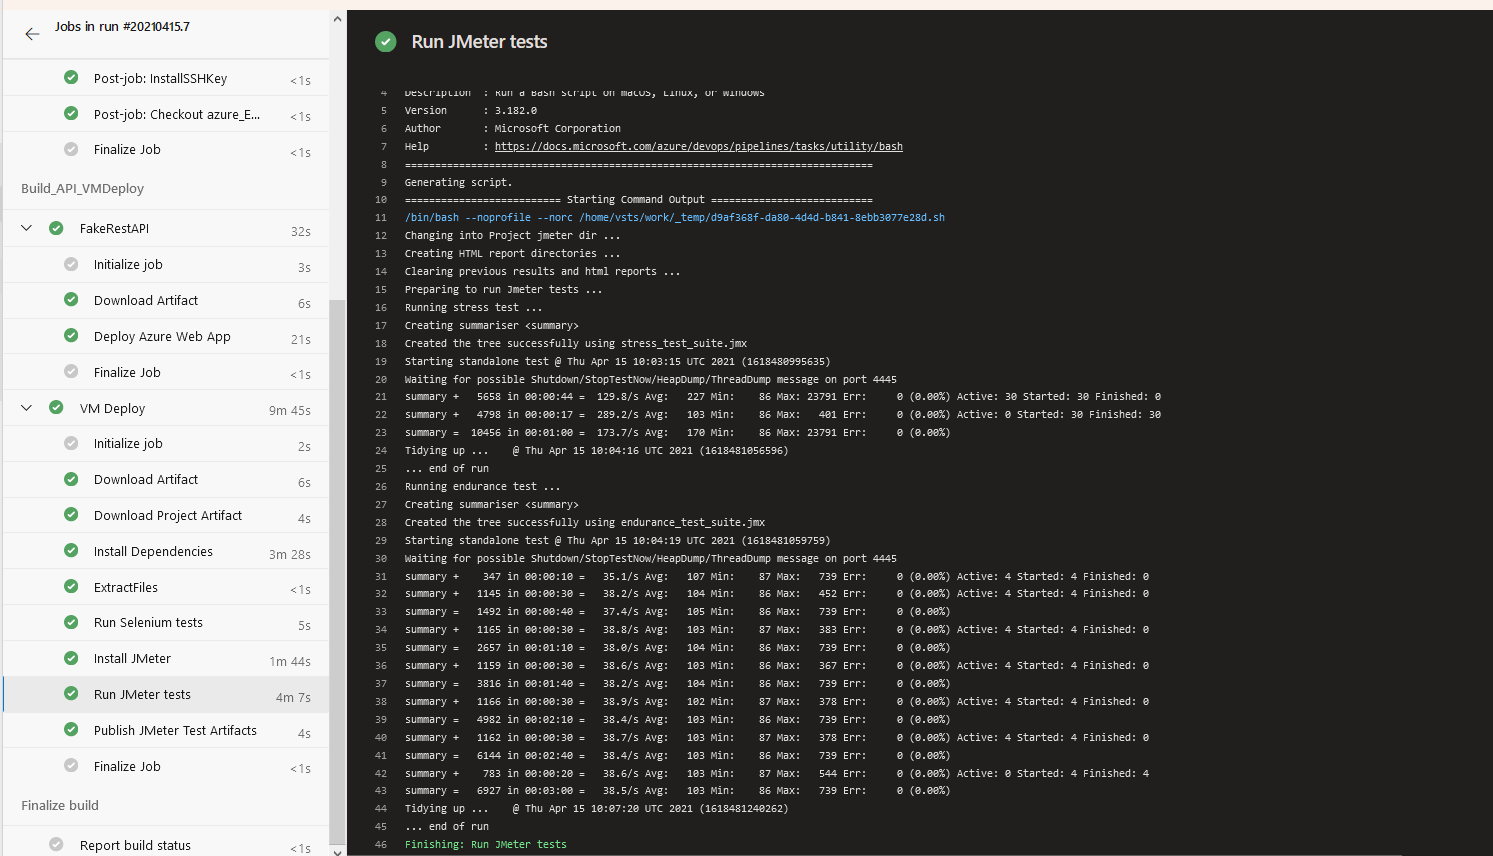 Jobs in run #20210415.7
Post-job: InstallSSHKey <1s
Post-job: Checkout azure_E... <1s
Finalize Job <1s
Build_API_VMDeploy
FakeRestAPI 32s
Initialize job 3s
Download Artifact 6s
Deploy Azure Web App 21s
Finalize Job <1s
VM Deploy 9m 45s
Initialize job 2s
Download Artifact 6s
Download Project Artifact 4s
Install Dependencies 3m 28s
ExtractFiles <1s
Run Selenium tests 5s
Install JMeter 1m 44s
Run JMeter tests 4m 7s
Publish JMeter Test Artifacts 4s
Finalize Job <1s
Finalize build
Report build status <1s
Run JMeter tests
4 Description : Run a Bash script on macOS, Linux, or Windows
5 Version : 3.182.0
6 Author : Microsoft Corporation
7 Help : https://docs.microsoft.com/azure/devops/pipelines/tasks/utility/bash
8 ==============================================================================
9 Generating script.
10 ========================== Starting Command Output ===========================
11 /bin/bash --noprofile --norc /home/vsts/work/_temp/d9af368f-da80-4d4d-b841-8ebb3077e28d.sh
12 Changing into Project jmeter dir ...
13 Creating HTML report directories ...
14 Clearing previous results and html reports ...
15 Preparing to run Jmeter tests ...
16 Running stress test ...
17 Creating summariser <summary>
18 Created the tree successfully using stress_test_suite.jmx
19 Starting standalone test @ Thu Apr 15 10:03:15 UTC 2021 (1618480995635)
20 Waiting for possible Shutdown/StopTestNow/HeapDump/ThreadDump message on port 4445
21 summary + 5658 in 00:00:44 = 129.8/s Avg: 227 Min: 86 Max: 23791 Err: 0 (0.00%) Active: 30 Started: 30 Finished: 0
22 summary + 4798 in 00:00:17 = 289.2/s Avg: 103 Min: 86 Max: 401 Err: 0 (0.00%) Active: 0 Started: 30 Finished: 30
23 summary = 10456 in 00:01:00 = 173.7/s Avg: 170 Min: 86 Max: 23791 Err: 0 (0.00%)
24 Tidying up ... @ Thu Apr 15 10:04:16 UTC 2021 (1618481056596)
25 ... end of run
26 Running endurance test ...
27 Creating summariser <summary>
28 Created the tree successfully using endurance_test_suite.jmx
29 Starting standalone test @ Thu Apr 15 10:04:19 UTC 2021 (1618481059759)
30 Waiting for possible Shutdown/StopTestNow/HeapDump/ThreadDump message on port 4445
31 summary + 347 in 00:00:10 = 35.1/s Avg: 107 Min: 87 Max: 739 Err: 0 (0.00%) Active: 4 Started: 4 Finished: 0
32 summary + 1145 in 00:00:30 = 38.2/s Avg: 104 Min: 86 Max: 452 Err: 0 (0.00%) Active: 4 Started: 4 Finished: 0
33 summary = 1492 in 00:00:40 = 37.4/s Avg: 105 Min: 86 Max: 739 Err: 0 (0.00%)
34 summary + 1165 in 00:00:30 = 38.8/s Avg: 103 Min: 87 Max: 383 Err: 0 (0.00%) Active: 4 Started: 4 Finished: 0
35 summary = 2657 in 00:01:10 = 38.0/s Avg: 104 Min: 86 Max: 739 Err: 0 (0.00%)
36 summary + 1159 in 00:00:30 = 38.6/s Avg: 103 Min: 86 Max: 367 Err: 0 (0.00%) Active: 4 Started: 4 Finished: 0
37 summary = 3816 in 00:01:40 = 38.2/s Avg: 104 Min: 86 Max: 739 Err: 0 (0.00%)
38 summary + 1166 in 00:00:30 = 38.9/s Avg: 102 Min: 87 Max: 378 Err: 0 (0.00%) Active: 4 Started: 4 Finished: 0
39 summary = 4982 in 00:02:10 = 38.4/s Avg: 103 Min: 86 Max: 739 Err: 0 (0.00%)
40 summary + 1162 in 00:00:30 = 38.7/s Avg: 103 Min: 87 Max: 378 Err: 0 (0.00%) Active: 4 Started: 4 Finished: 0
41 summary = 6144 in 00:02:40 = 38.4/s Avg: 103 Min: 86 Max: 739 Err: 0 (0.00%)
42 summary + 783 in 00:00:20 = 38.6/s Avg: 103 Min: 87 Max: 544 Err: 0 (0.00%) Active: 0 Started: 4 Finished: 4
43 summary = 6927 in 00:03:00 = 38.5/s Avg: 103 Min: 86 Max: 739 Err: 0 (0.00%)
44 Tidying up ... @ Thu Apr 15 10:07:20 UTC 2021 (1618481240262)
45 ... end of run
46 Finishing: Run JMeter tests